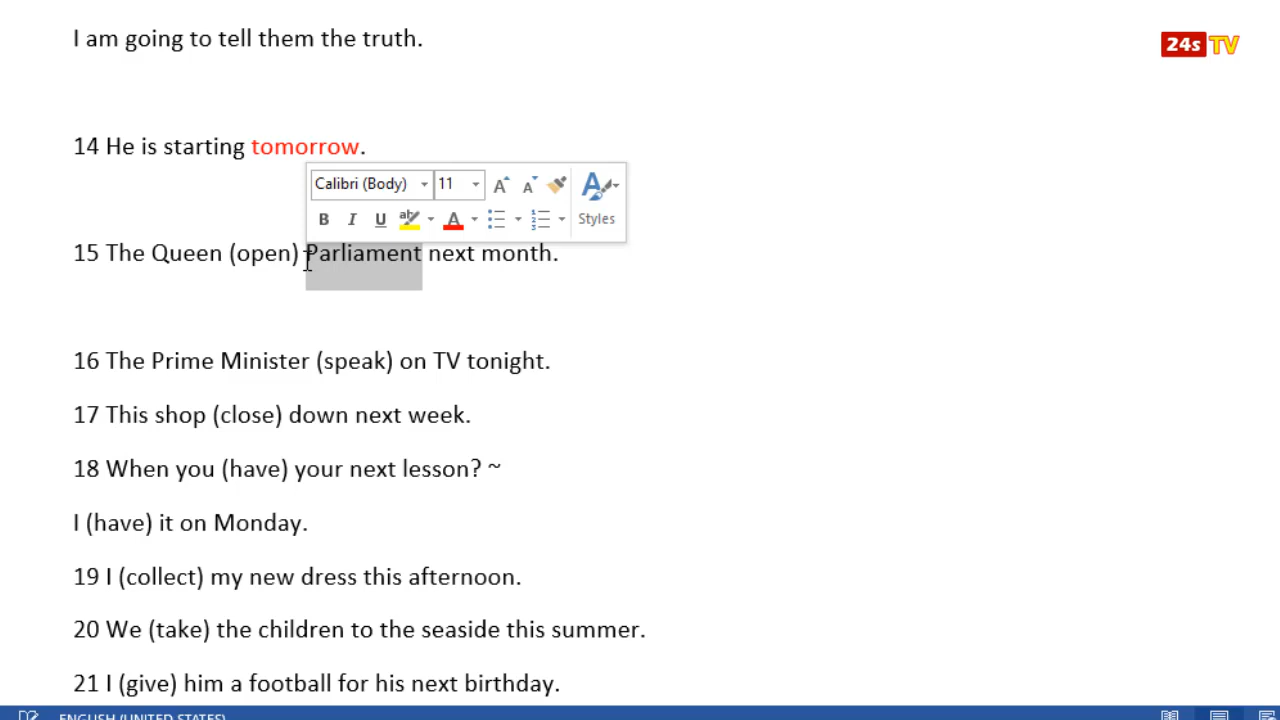 I am going to tell them the truth.
24s TV
14 He is starting tomorrow.
Calibri (Body) 11
B I U Styles
15 The Queen (open) Parliament next month.
16 The Prime Minister (speak) on TV tonight.
17 This shop (close) down next week.
18 When you (have) your next lesson? ~
I (have) it on Monday.
19 I (collect) my new dress this afternoon.
20 We (take) the children to the seaside this summer.
21 I (give) him a football for his next birthday.
ENGLISH (UNITED STATES)